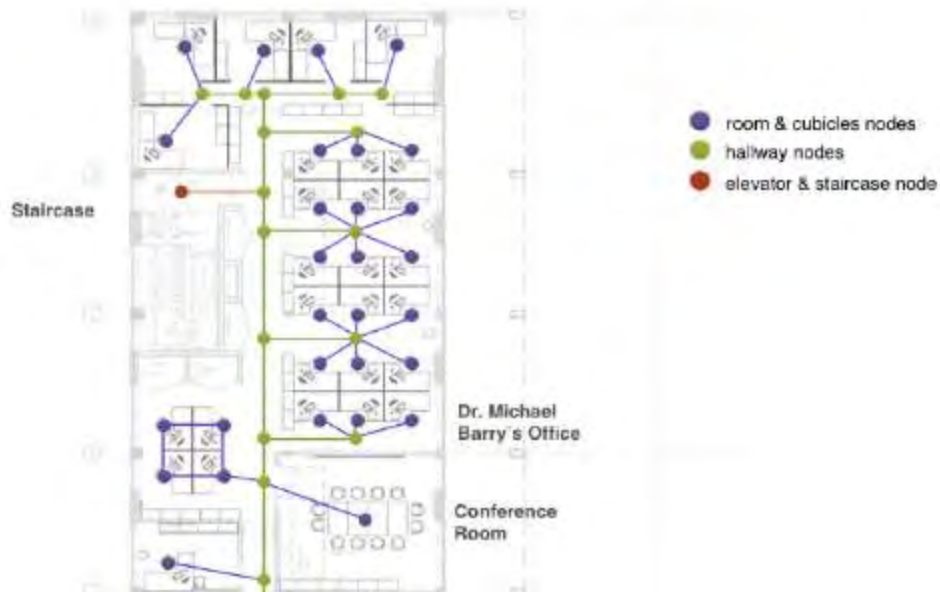 room & cubicles nodes
hallway nodes
elevator & staircase node
Staircase
Dr. Michael
Barry's Office
Conference
Room